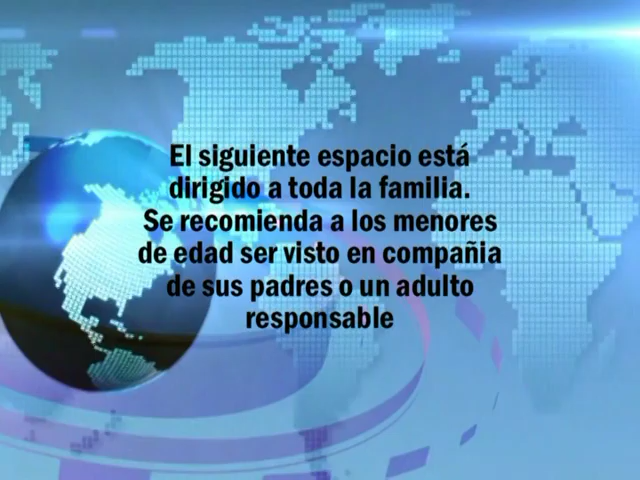 El siguiente espacio está
dirigido a toda la familia.
Se recomienda a los menores
de edad ser visto en compañia
de sus padres o un adulto
responsable